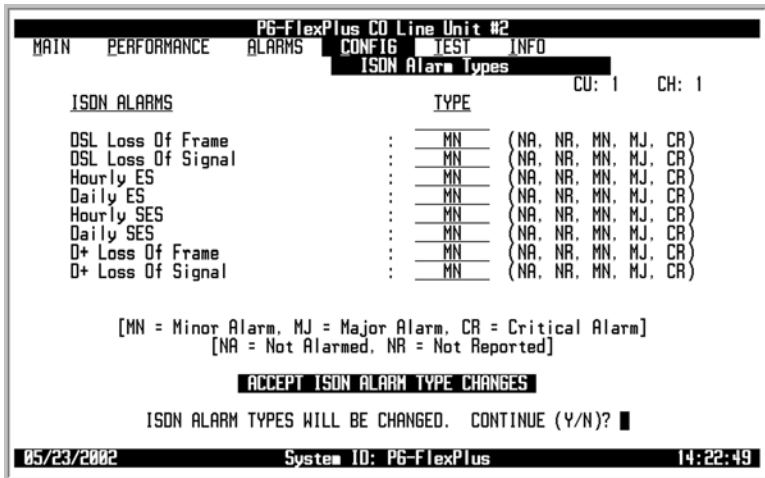 PG-FlexPlus CO Line Unit #2
MAIN PERFORMANCE ALARMS CONFIG TEST INFO
ISDN Alarm Types
CU: 1 CH: 1
ISDN ALARMS TYPE
DSL Loss Of Frame : MN (NA, NR, MN, MJ, CR)
DSL Loss Of Signal : MN (NA, NR, MN, MJ, CR)
Hourly ES : MN (NA, NR, MN, MJ, CR)
Daily ES : MN (NA, NR, MN, MJ, CR)
Hourly SES : MN (NA, NR, MN, MJ, CR)
Daily SES : MN (NA, NR, MN, MJ, CR)
D+ Loss Of Frame : MN (NA, NR, MN, MJ, CR)
D+ Loss Of Signal : MN (NA, NR, MN, MJ, CR)
[MN = Minor Alarm, MJ = Major Alarm, CR = Critical Alarm]
[NA = Not Alarmed, NR = Not Reported]
ACCEPT ISDN ALARM TYPE CHANGES
ISDN ALARM TYPES WILL BE CHANGED. CONTINUE (Y/N)?
05/23/2002 System ID: PG-FlexPlus 14:22:49